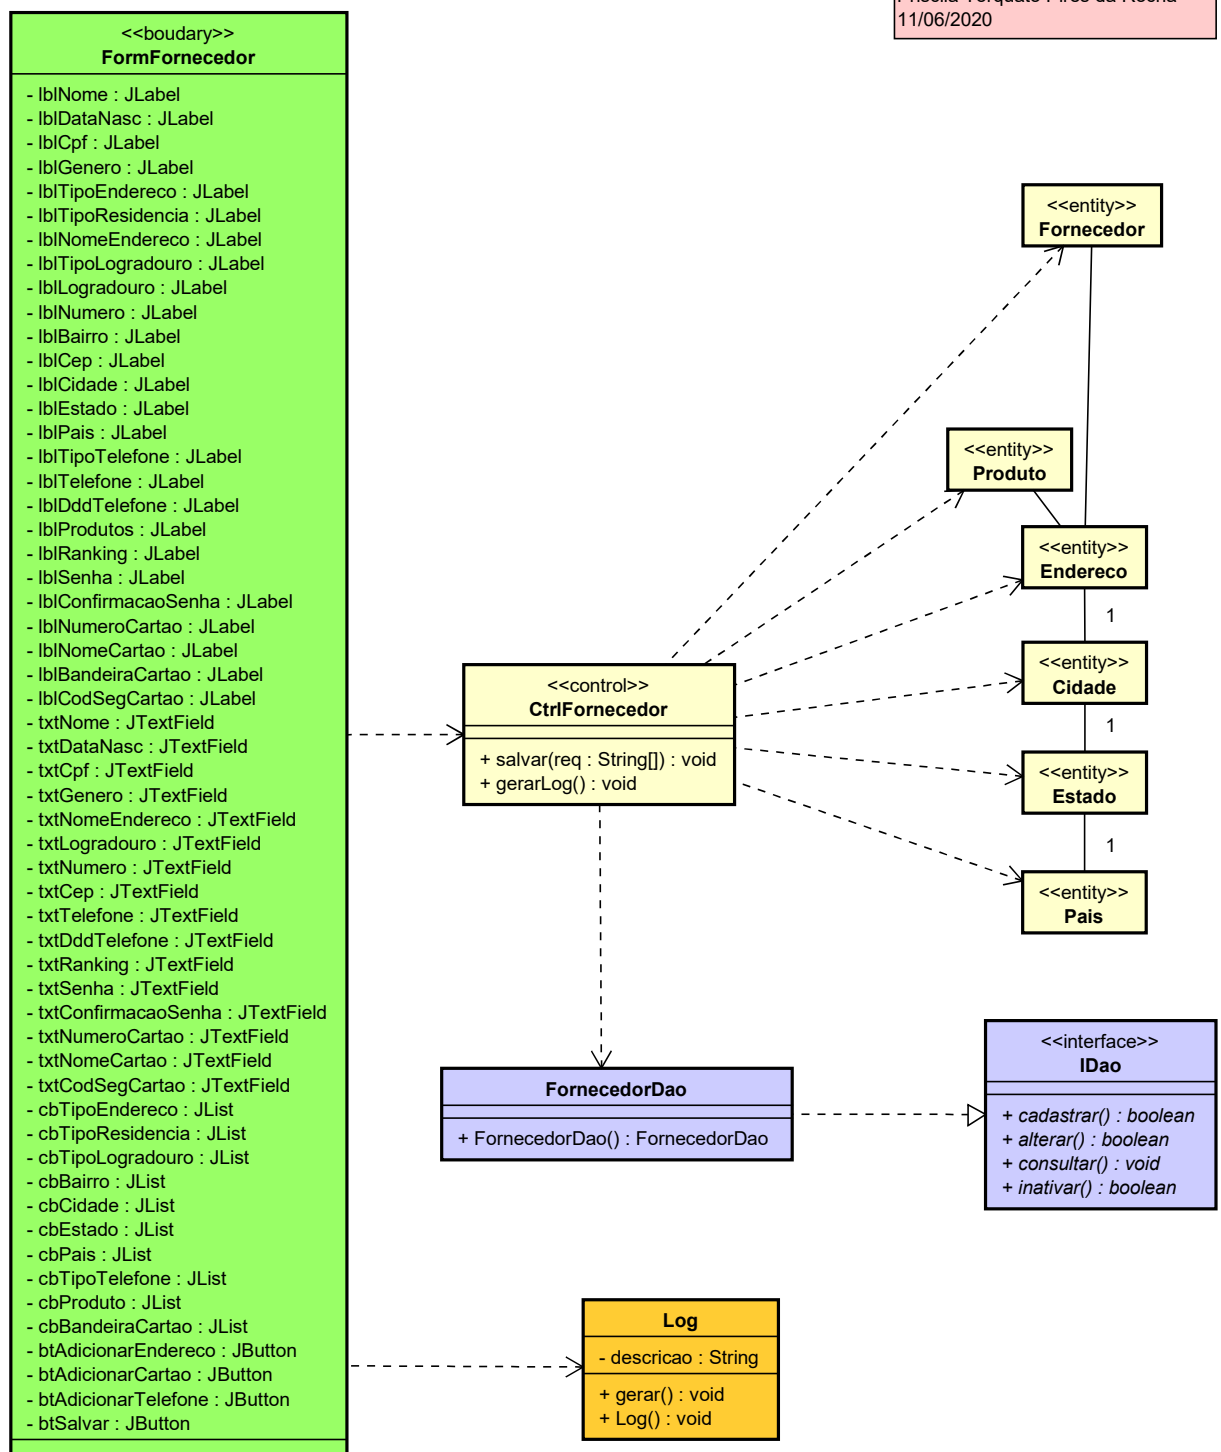 11/06/2020
<<boudary>>
FormFornecedor
- lblNome : JLabel
- lblDataNasc : JLabel
- lblCpf : JLabel
- lblGenero : JLabel
- lblTipoEndereco : JLabel
- lblTipoResidencia : JLabel
- lblNomeEndereco : JLabel
- lblTipoLogradouro : JLabel
- lblLogradouro : JLabel
- lblNumero : JLabel
- lblBairro : JLabel
- lblCep : JLabel
- lblCidade : JLabel
- lblEstado : JLabel
- lblPais : JLabel
- lblTipoTelefone : JLabel
- lblTelefone : JLabel
- lblDddTelefone : JLabel
- lblProdutos : JLabel
- lblRanking : JLabel
- lblSenha : JLabel
- lblConfirmacaoSenha : JLabel
- lblNumeroCartao : JLabel
- lblNomeCartao : JLabel
- lblBandeiraCartao : JLabel
- lblCodSegCartao : JLabel
- txtNome : JTextField
- txtDataNasc : JTextField
- txtCpf : JTextField
- txtGenero : JTextField
- txtNomeEndereco : JTextField
- txtLogradouro : JTextField
- txtNumero : JTextField
- txtCep : JTextField
- txtTelefone : JTextField
- txtDddTelefone : JTextField
- txtRanking : JTextField
- txtSenha : JTextField
- txtConfirmacaoSenha : JTextField
- txtNumeroCartao : JTextField
- txtNomeCartao : JTextField
- txtCodSegCartao : JTextField
- cbTipoEndereco : JList
- cbTipoResidencia : JList
- cbTipoLogradouro : JList
- cbBairro : JList
- cbCidade : JList
- cbEstado : JList
- cbPais : JList
- cbTipoTelefone : JList
- cbProduto : JList
- cbBandeiraCartao : JList
- btAdicionarEndereco : JButton
- btAdicionarCartao : JButton
- btAdicionarTelefone : JButton
- btSalvar : JButton
<<entity>>
Fornecedor
<<entity>>
Produto
<<entity>>
Endereco
1
<<entity>>
Cidade
1
<<entity>>
Estado
1
<<entity>>
Pais
<<control>>
CtrlFornecedor
+ salvar(req : String[]) : void
+ gerarLog() : void
FornecedorDao
+ FornecedorDao() : FornecedorDao
<<interface>>
IDao
+ cadastrar() : boolean
+ alterar() : boolean
+ consultar() : void
+ inativar() : boolean
Log
- descricao : String
+ gerar() : void
+ Log() : void